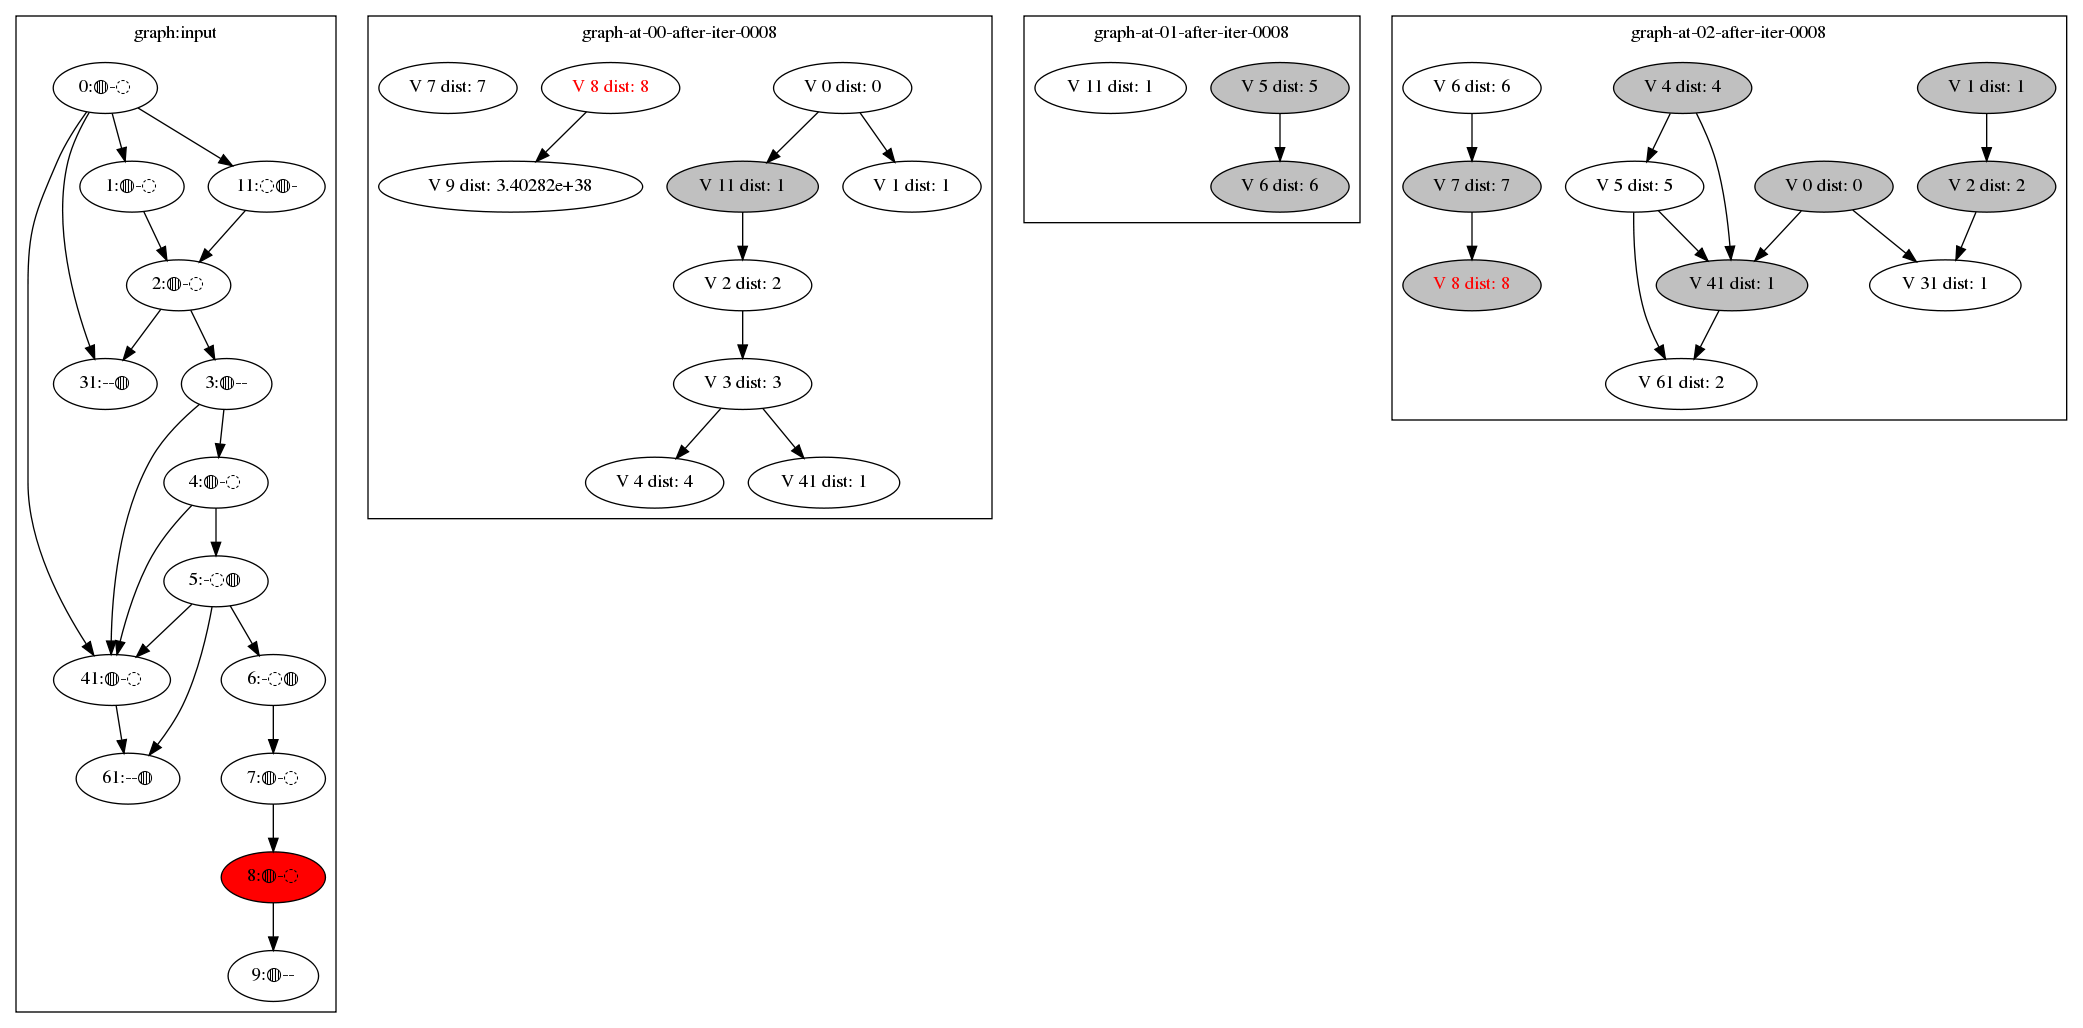 graph:input
0:◍-◌
1:◍-◌
11:◌◍-
2:◍-◌
31:--◍
3:◍--
4:◍-◌
5:-◌◍
41:◍-◌
6:-◌◍
61:--◍
7:◍-◌
8:◍-◌
9:◍--
graph-at-00-after-iter-0008
V 7 dist: 7
V 8 dist: 8
V 0 dist: 0
V 9 dist: 3.40282e+38
V 11 dist: 1
V 1 dist: 1
V 2 dist: 2
V 3 dist: 3
V 4 dist: 4
V 41 dist: 1
graph-at-01-after-iter-0008
V 11 dist: 1
V 5 dist: 5
V 6 dist: 6
graph-at-02-after-iter-0008
V 6 dist: 6
V 4 dist: 4
V 1 dist: 1
V 7 dist: 7
V 5 dist: 5
V 0 dist: 0
V 2 dist: 2
V 8 dist: 8
V 41 dist: 1
V 31 dist: 1
V 61 dist: 2